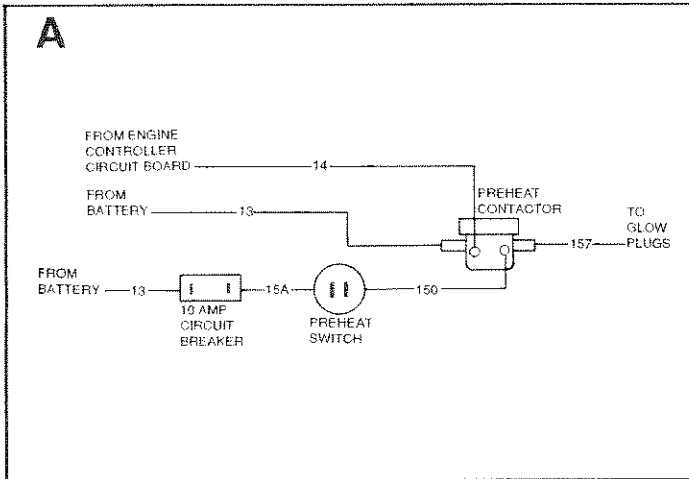 A
FROM ENGINE
CONTROLLER
CIRCUIT BOARD
14
FROM
BATTERY
13
PREHEAT
CONTACTOR
TO
GLOW
PLUGS
157
FROM
BATTERY
13
15A
150
10 AMP
CIRCUIT
BREAKER
PREHEAT
SWITCH